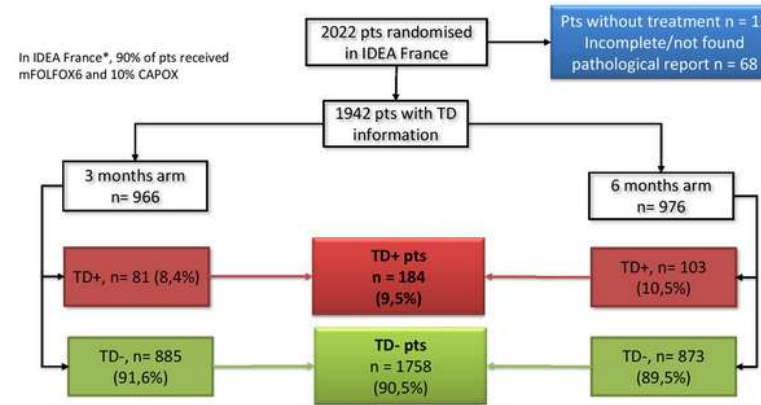 2022 pts randomised
in IDEA France
Pts without treatment n = 1
Incomplete/not found
pathological report n = 68
In IDEA France*, 90% of pts received
mFOLFOX6 and 10% CAPOX
1942 pts with TD
information
3 months arm
n= 966
6 months arm
n= 976
TD+, n= 81 (8,4%)
TD+ pts
n = 184
(9,5%)
TD+, n= 103
(10,5%)
TD-, n= 885
(91,6%)
TD- pts
n = 1758
(90,5%)
TD-, n= 873
(89,5%)